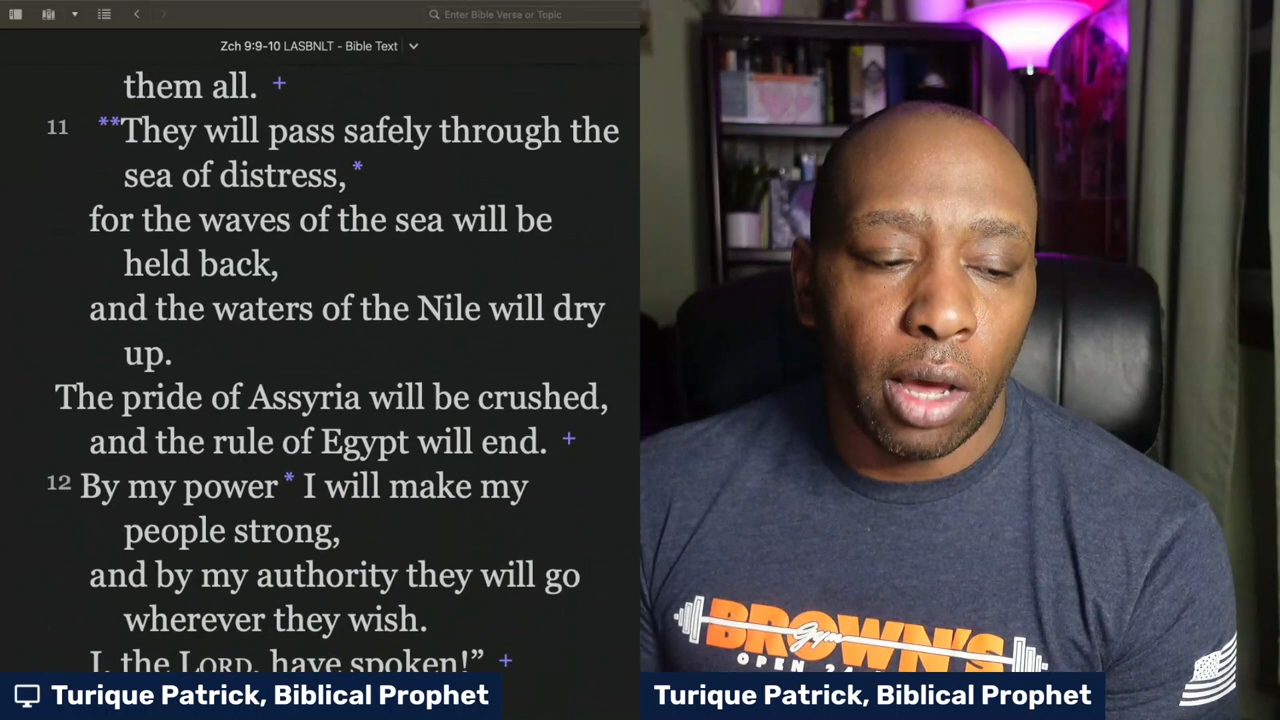 Enter Bible Verse or Topic
Zch 9:9-10 LASBNLT - Bible Text
them all. +
11 **They will pass safely through the
sea of distress,*
for the waves of the sea will be
held back,
and the waters of the Nile will dry
up.
The pride of Assyria will be crushed,
and the rule of Egypt will end. +
12 By my power* I will make my
people strong,
and by my authority they will go
wherever they wish.
I, the LORD, have spoken!” +
Turique Patrick, Biblical Prophet
BROWN'S
Gym
OPEN 24
Turique Patrick, Biblical Prophet